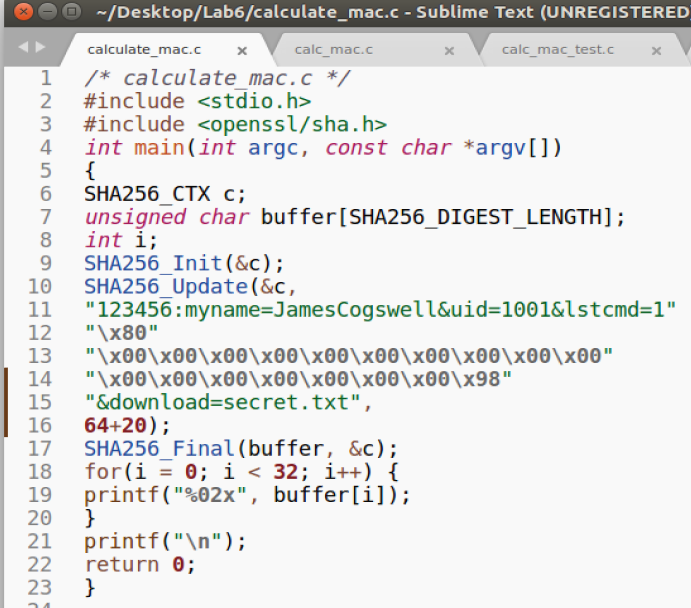 ~/Desktop/Lab6/calculate_mac.c - Sublime Text (UNREGISTERED)
calculate_mac.c × calc_mac.c × calc_mac_test.c ×
1 /* calculate_mac.c */
2 #include <stdio.h>
3 #include <openssl/sha.h>
4 int main(int argc, const char *argv[])
5 {
6 SHA256_CTX c;
7 unsigned char buffer[SHA256_DIGEST_LENGTH];
8 int i;
9 SHA256_Init(&c);
10 SHA256_Update(&c,
11 "123456:myname=JamesCogswell&uid=1001&lstcmd=1"
12 "\x80"
13 "\x00\x00\x00\x00\x00\x00\x00\x00\x00\x00"
14 "\x00\x00\x00\x00\x00\x00\x00\x98"
15 "&download=secret.txt",
16 64+20);
17 SHA256_Final(buffer, &c);
18 for(i = 0; i < 32; i++) {
19 printf("%02x", buffer[i]);
20 }
21 printf("\n");
22 return 0;
23 }
24